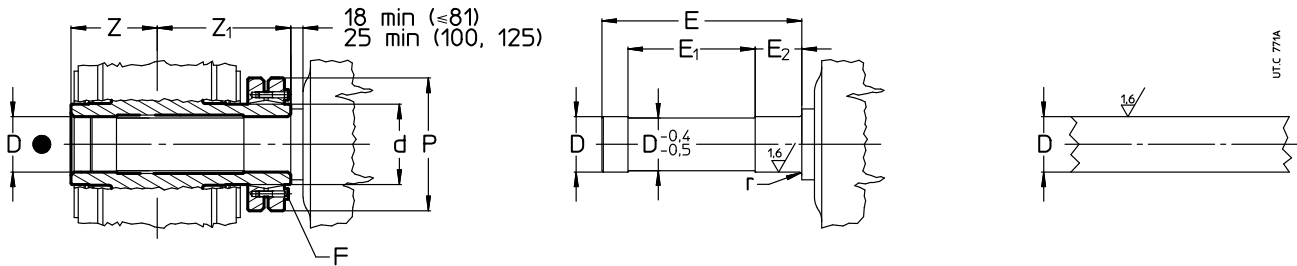 Z Z₁ 18 min (≤81)
25 min (100, 125)
D d P
F
E
E₁ E₂
D D -0,4
-0,5
1,6
r
1,6
D
UT.C 771A